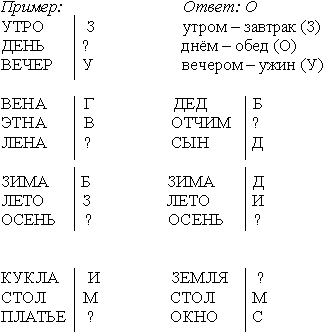 Пример: Ответ: О
УТРО З утром – завтрак (З)
ДЕНЬ ? днём – обед (О)
ВЕЧЕР У вечером – ужин (У)
ВЕНА Г ДЕД Б
ЭТНА В ОТЧИМ ?
ЛЕНА ? СЫН Д
ЗИМА Б ЗИМА Д
ЛЕТО З ЛЕТО И
ОСЕНЬ ? ОСЕНЬ ?
КУКЛА И ЗЕМЛЯ ?
СТОЛ М СТОЛ М
ПЛАТЬЕ ? ОКНО С